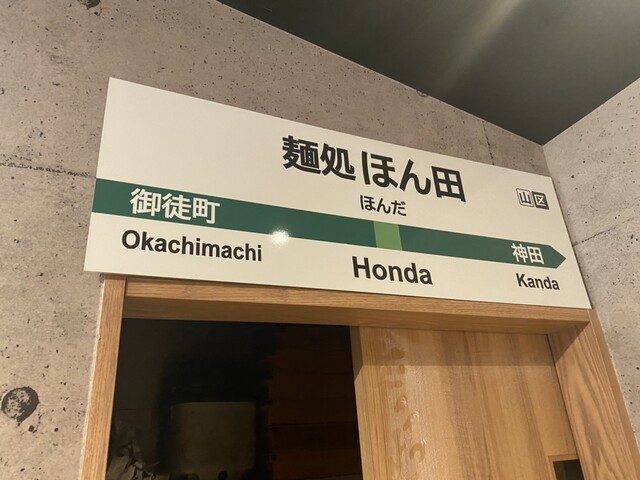 麺処 ほん田
ほんだ
山 区
御徒町
神田
Okachimachi
Honda
Kanda